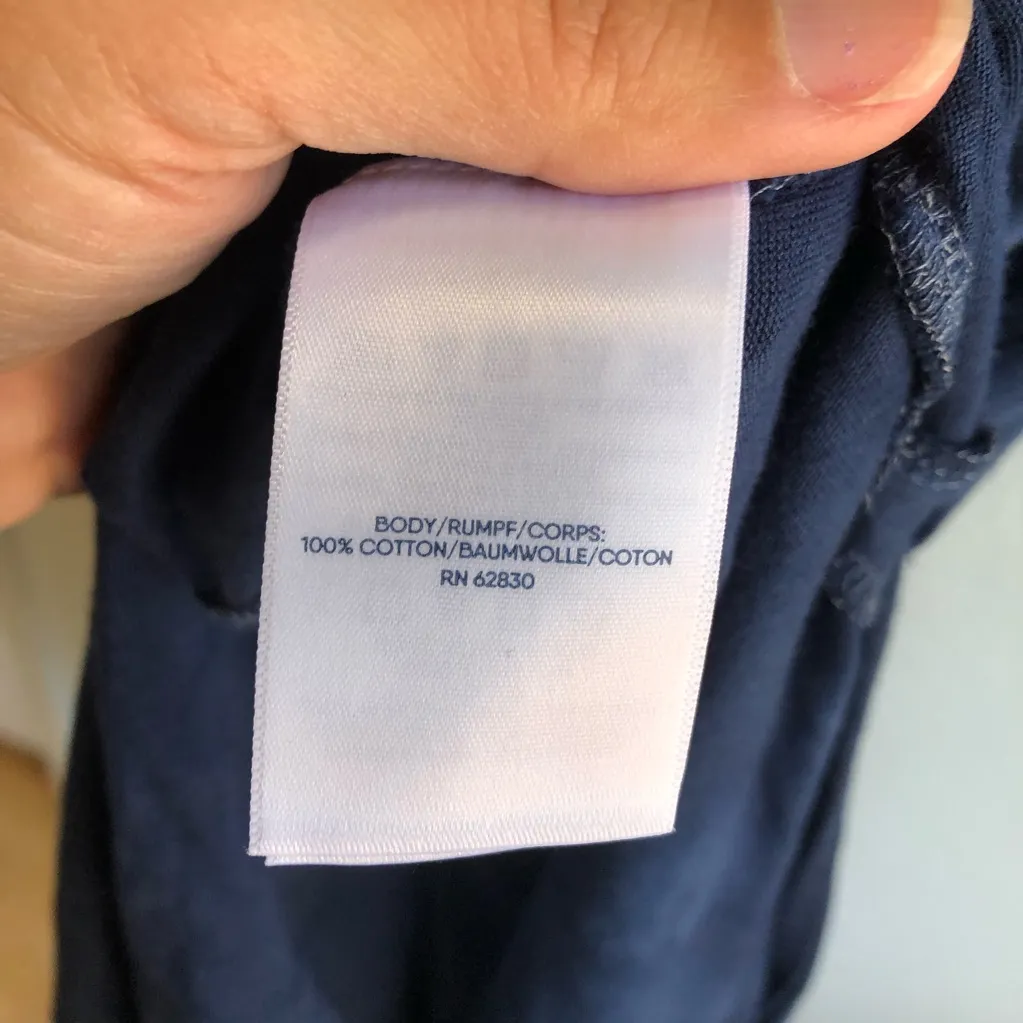 BODY/RUMPF/CORPS:
100% COTTON/BAUMWOLLE/COTON
RN 62830